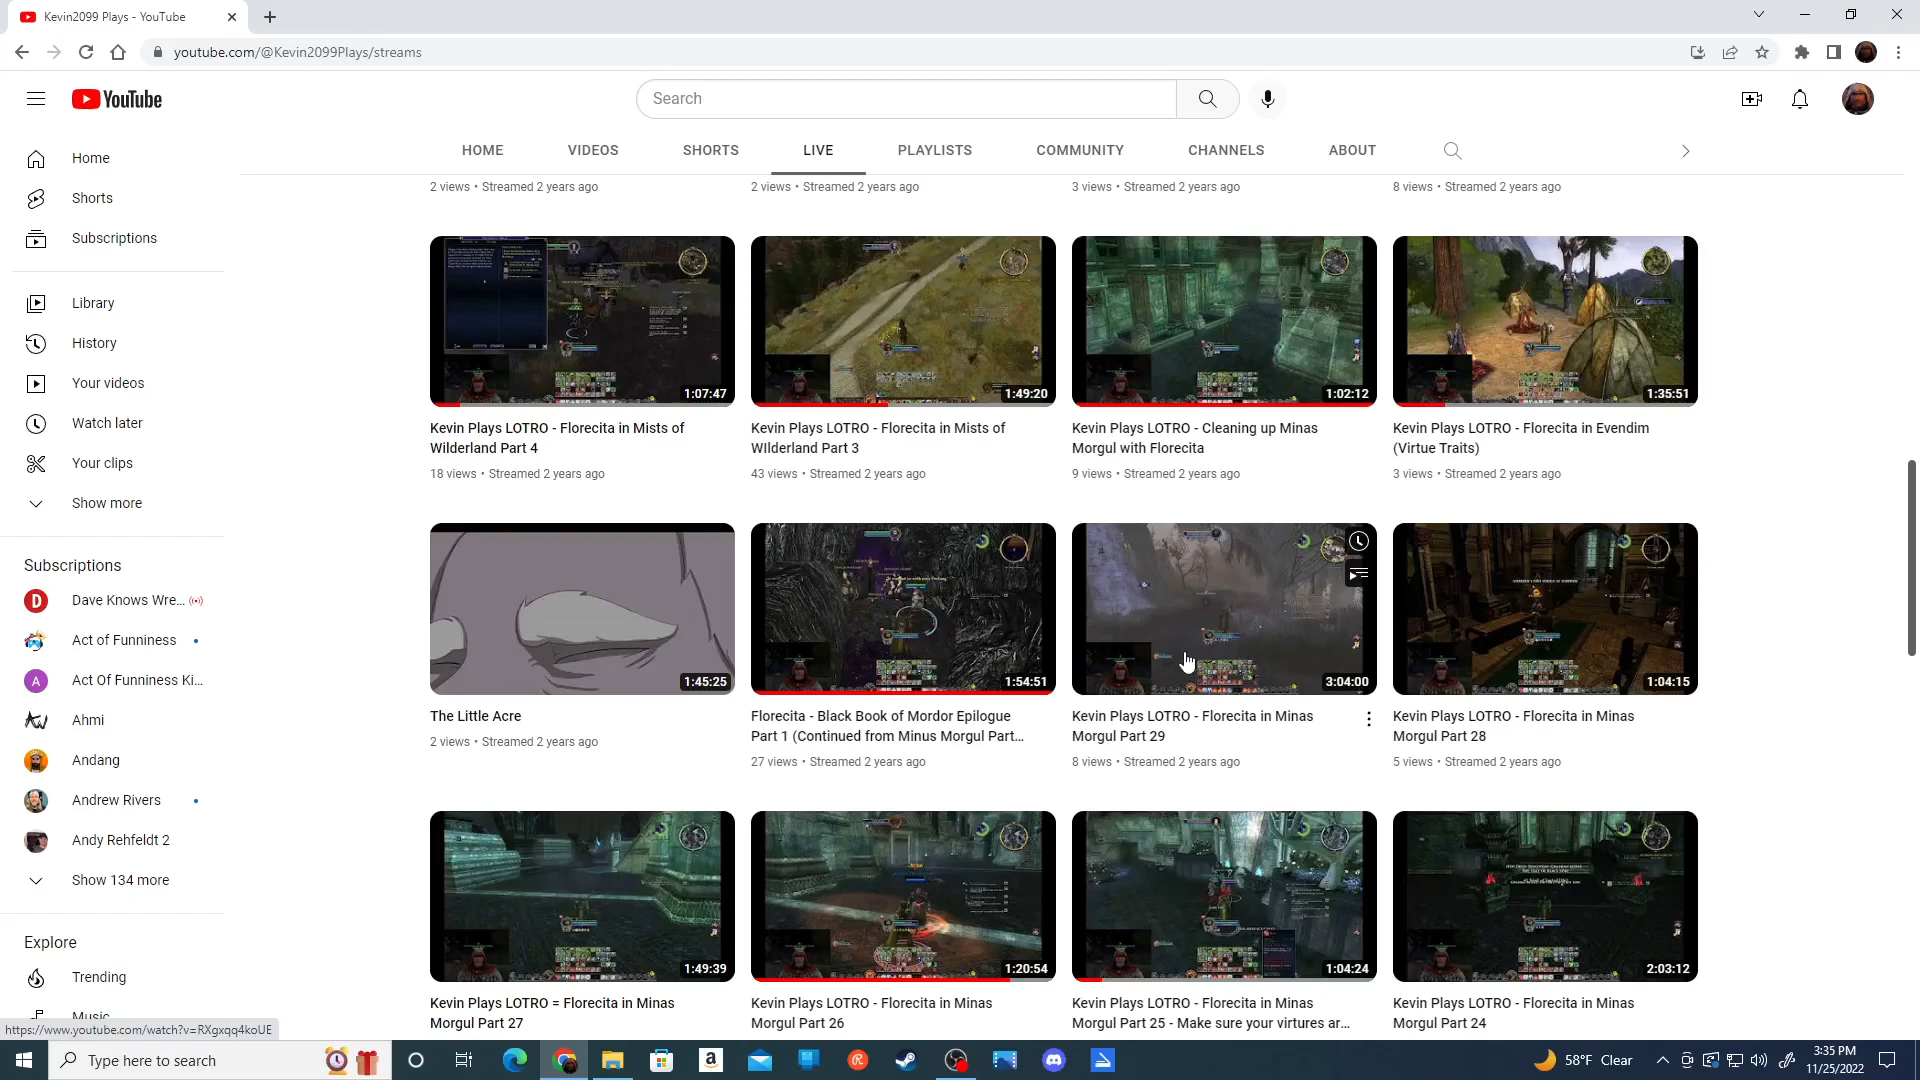 Kevin2099 Plays - YouTube
youtube.com/@Kevin2099Plays/streams
YouTube
Search
HOME VIDEOS SHORTS LIVE PLAYLISTS COMMUNITY CHANNELS ABOUT
Home
Shorts
Subscriptions
Library
History
Your videos
Watch later
Your clips
Show more
Subscriptions
Dave Knows Wre...
Act of Funniness
Act Of Funniness Ki...
Ahmi
Andang
Andrew Rivers
Andy Rehfeldt 2
Show 134 more
Explore
Trending
Music
https://www.youtube.com/watch?v=RXgxqq4koUE
2 views • Streamed 2 years ago
2 views • Streamed 2 years ago
3 views • Streamed 2 years ago
8 views • Streamed 2 years ago
1:07:47
Kevin Plays LOTRO - Florecita in Mists of
Wilderland Part 4
18 views • Streamed 2 years ago
1:49:20
Kevin Plays LOTRO - Florecita in Mists of
WIlderland Part 3
43 views • Streamed 2 years ago
1:02:12
Kevin Plays LOTRO - Cleaning up Minas
Morgul with Florecita
9 views • Streamed 2 years ago
1:35:51
Kevin Plays LOTRO - Florecita in Evendim
(Virtue Traits)
3 views • Streamed 2 years ago
1:45:25
The Little Acre
2 views • Streamed 2 years ago
1:54:51
Florecita - Black Book of Mordor Epilogue
Part 1 (Continued from Minus Morgul Part...
27 views • Streamed 2 years ago
3:04:00
Kevin Plays LOTRO - Florecita in Minas
Morgul Part 29
8 views • Streamed 2 years ago
1:04:15
Kevin Plays LOTRO - Florecita in Minas
Morgul Part 28
5 views • Streamed 2 years ago
1:49:39
Kevin Plays LOTRO = Florecita in Minas
Morgul Part 27
1:20:54
Kevin Plays LOTRO - Florecita in Minas
Morgul Part 26
1:04:24
Kevin Plays LOTRO - Florecita in Minas
Morgul Part 25 - Make sure your virtures ar...
2:03:12
Kevin Plays LOTRO - Florecita in Minas
Morgul Part 24
Type here to search
58°F Clear
3:35 PM
11/25/2022